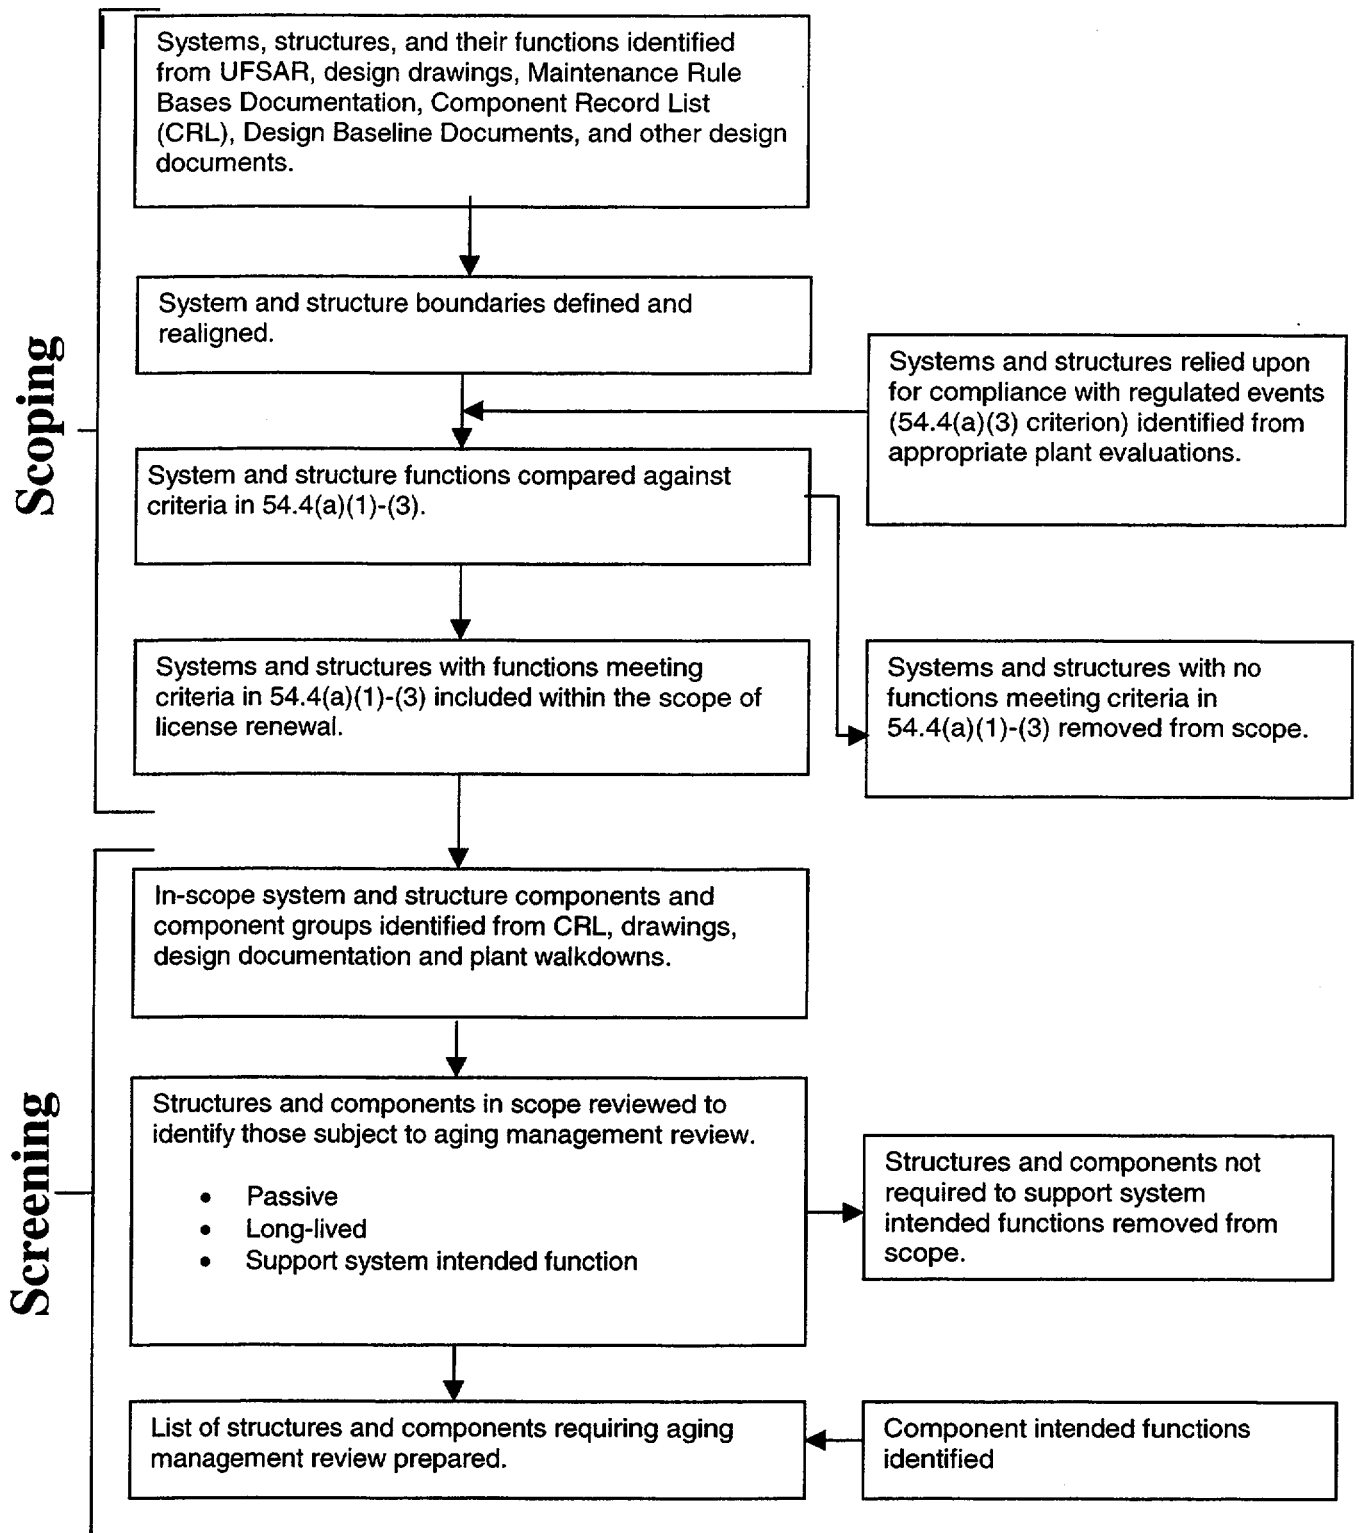 Scoping
Systems, structures, and their functions identified
from UFSAR, design drawings, Maintenance Rule
Bases Documentation, Component Record List
(CRL), Design Baseline Documents, and other design
documents.
System and structure boundaries defined and
realigned.
Systems and structures relied upon
for compliance with regulated events
(54.4(a)(3) criterion) identified from
appropriate plant evaluations.
System and structure functions compared against
criteria in 54.4(a)(1)-(3).
Systems and structures with functions meeting
criteria in 54.4(a)(1)-(3) included within the scope of
license renewal.
Systems and structures with no
functions meeting criteria in
54.4(a)(1)-(3) removed from scope.
Screening
In-scope system and structure components and
component groups identified from CRL, drawings,
design documentation and plant walkdowns.
Structures and components in scope reviewed to
identify those subject to aging management review.
• Passive
• Long-lived
• Support system intended function
Structures and components not
required to support system
intended functions removed from
scope.
List of structures and components requiring aging
management review prepared.
Component intended functions
identified